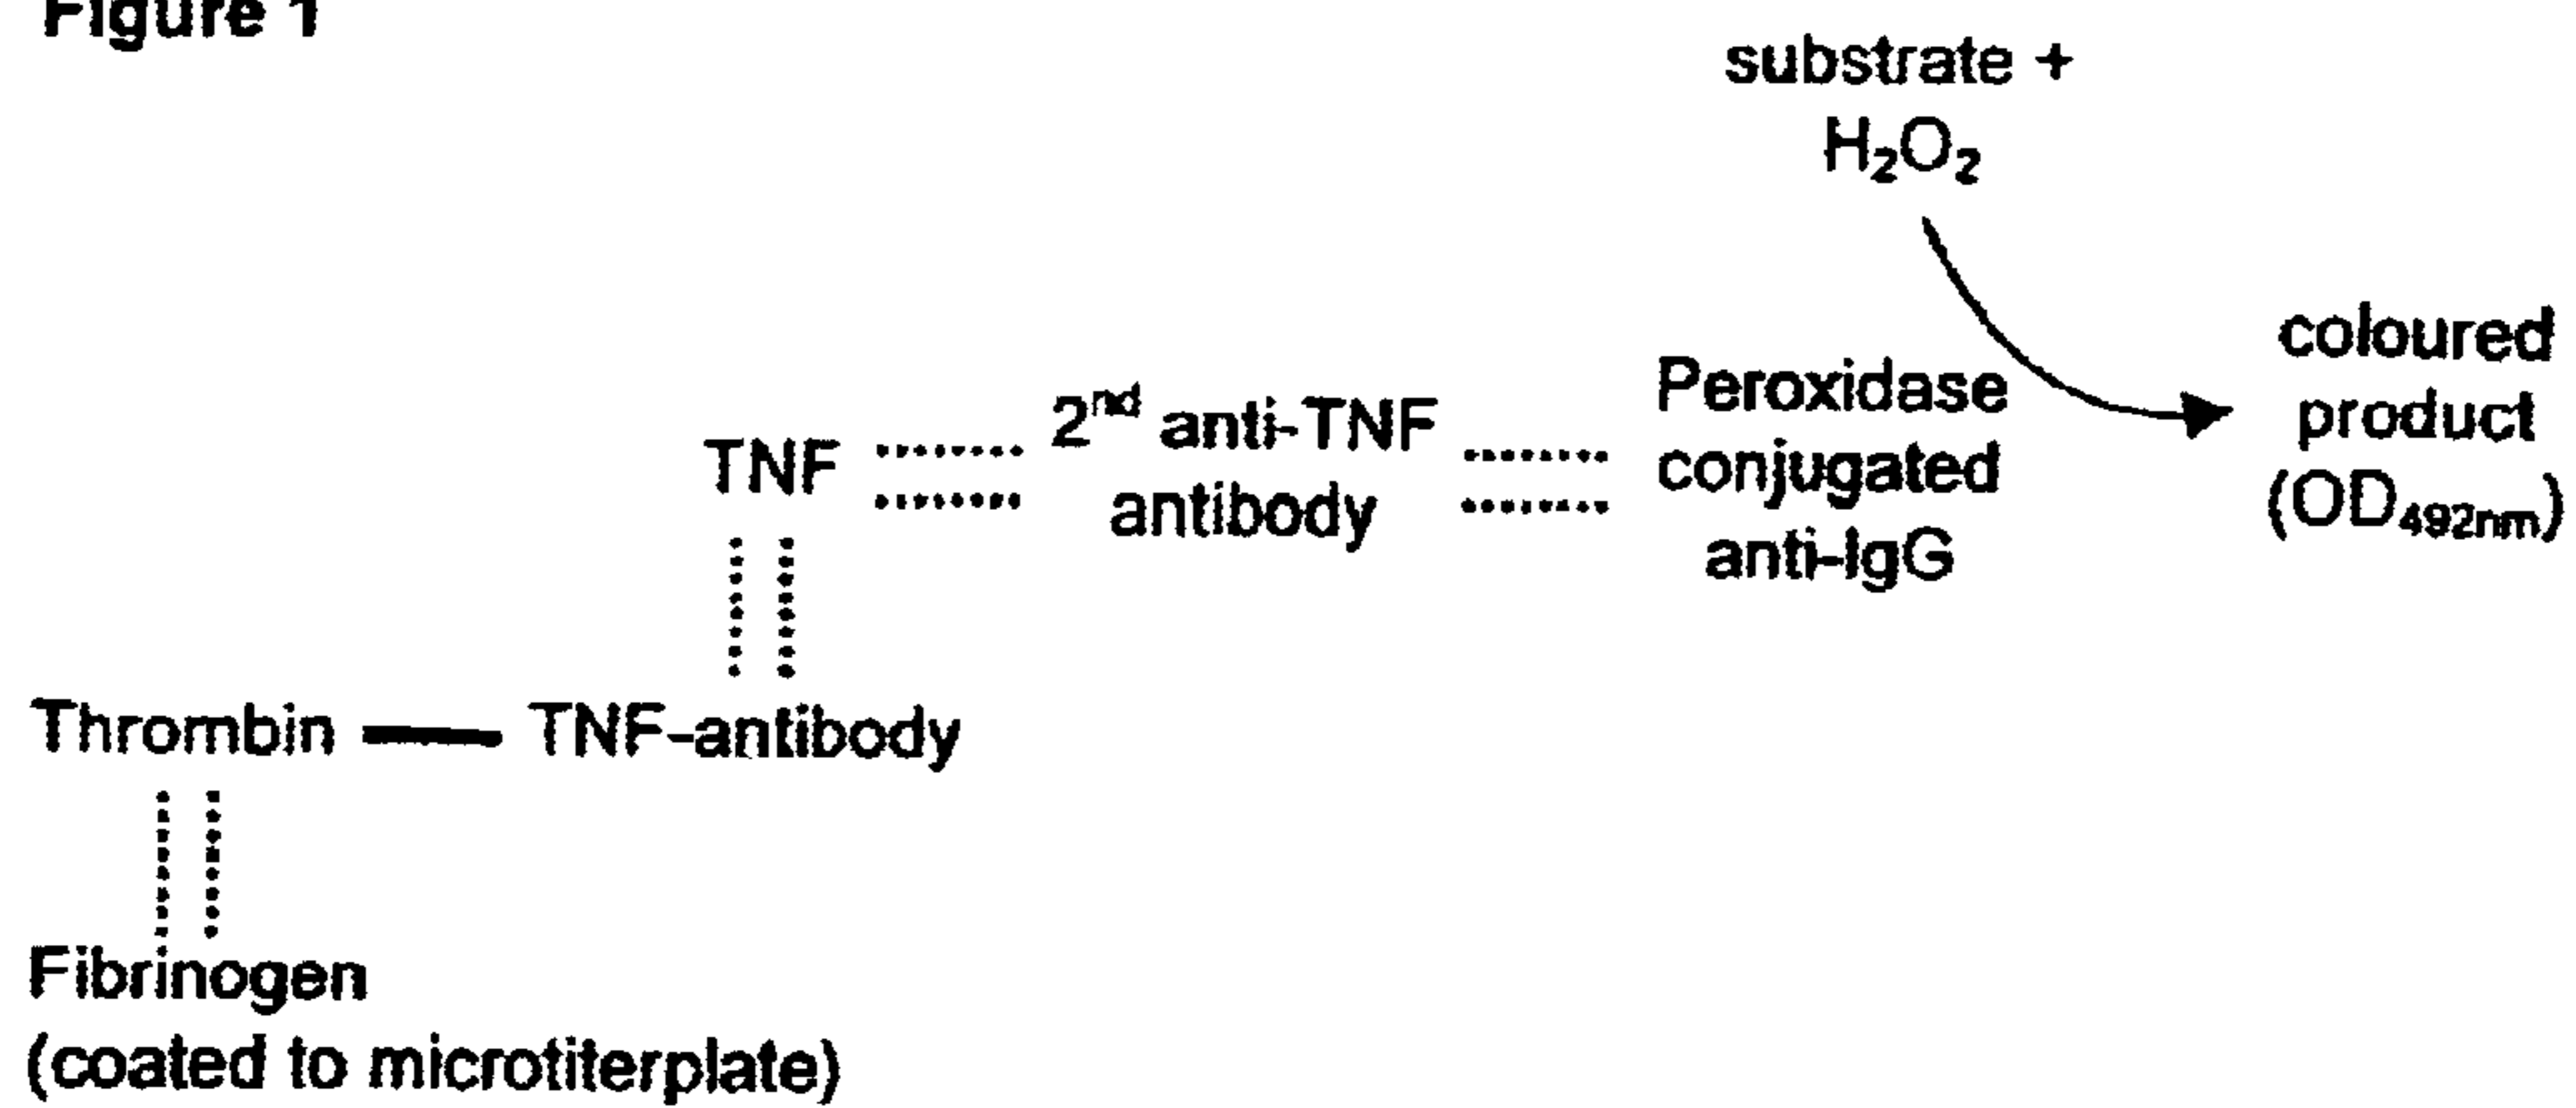 Figure 1
substrate +
H₂O₂
coloured
product
(OD₄₉₂nm)
Peroxidase
conjugated
anti-IgG
2ⁿᵈ anti-TNF
antibody
TNF
Thrombin
TNF-antibody
Fibrinogen
(coated to microtiterplate)